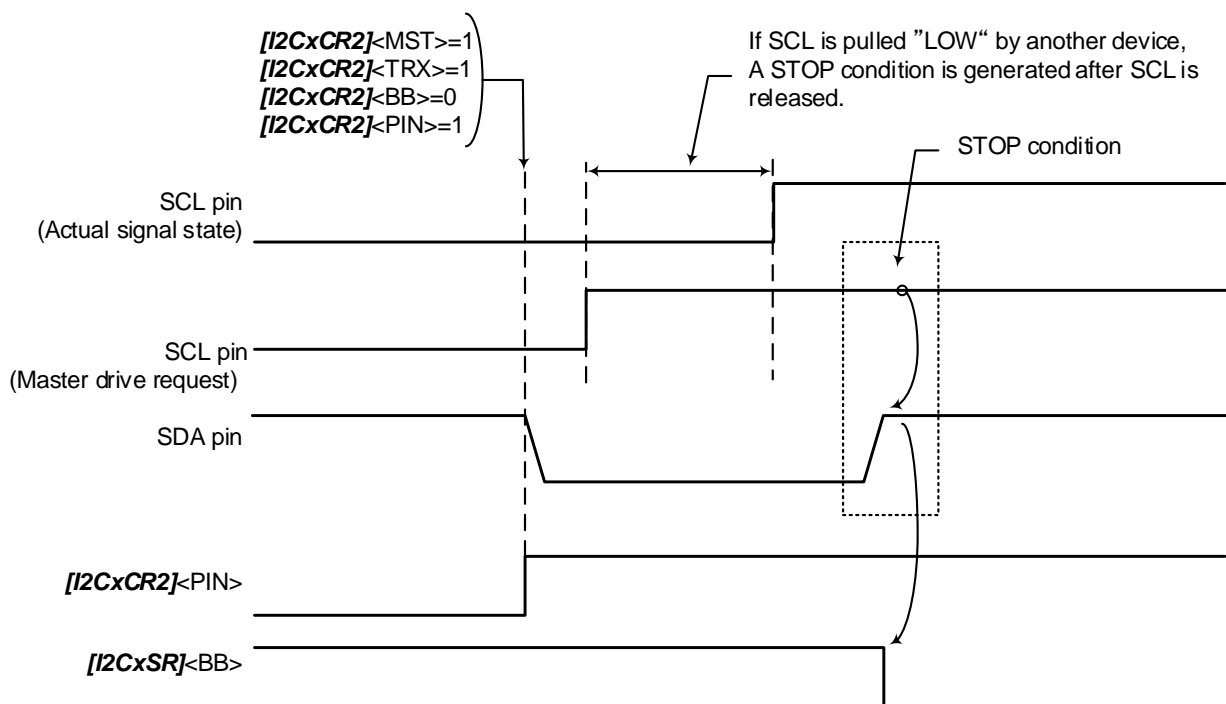 [I2CxCR2]<MST>=1
[I2CxCR2]<TRX>=1
[I2CxCR2]<BB>=0
[I2CxCR2]<PIN>=1
If SCL is pulled ”LOW“ by another device,
A STOP condition is generated after SCL is
released.
STOP condition
SCL pin
(Actual signal state)
SCL pin
(Master drive request)
SDA pin
[I2CxCR2]<PIN>
[I2CxSR]<BB>